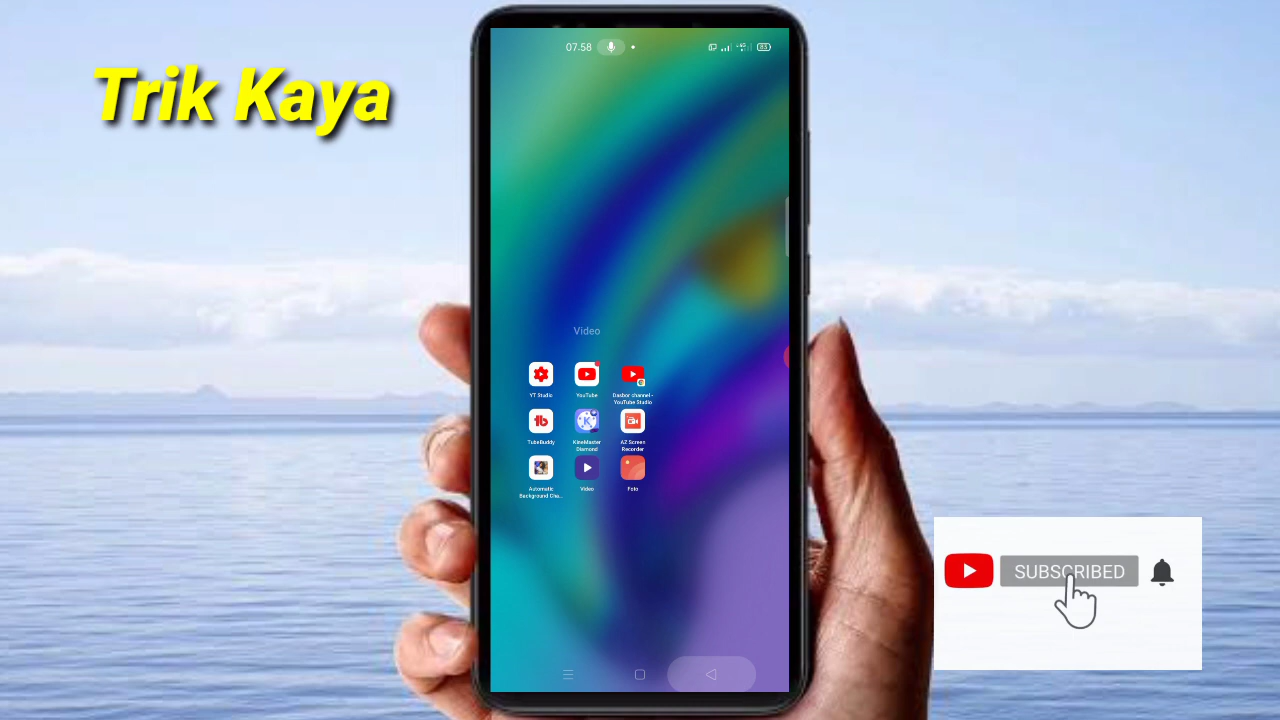 Trik Kaya
07.58
83
Video
YT Studio
YouTube
Dasbor channel -
YouTube Studio
TubeBuddy
KineMaster
Diamond
AZ Screen
Recorder
Automatic
Background Cha...
Video
Foto
SUBSCRIBED